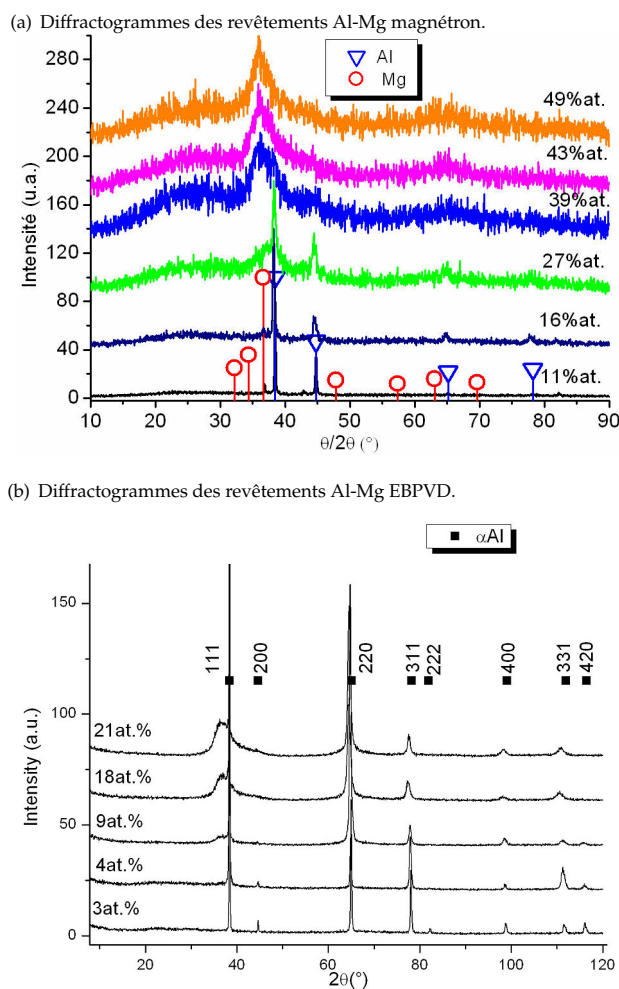 (a) Diffractogrammes des revêtements Al-Mg magnétron.
Al
Mg
280
240
200
160
120
80
40
0
Intensité (u.a.)
49%at.
43%at.
39%at.
27%at.
16%at.
11%at.
10 20 30 40 50 60 70 80 90
θ/2θ (°)
(b) Diffractogrammes des revêtements Al-Mg EBPVD.
αAl
150
100
50
0
Intensity (a.u.)
111 200 220 311 222 400 331 420
21at.%
18at.%
9at.%
4at.%
3at.%
20 40 60 80 100 120
2θ(°)